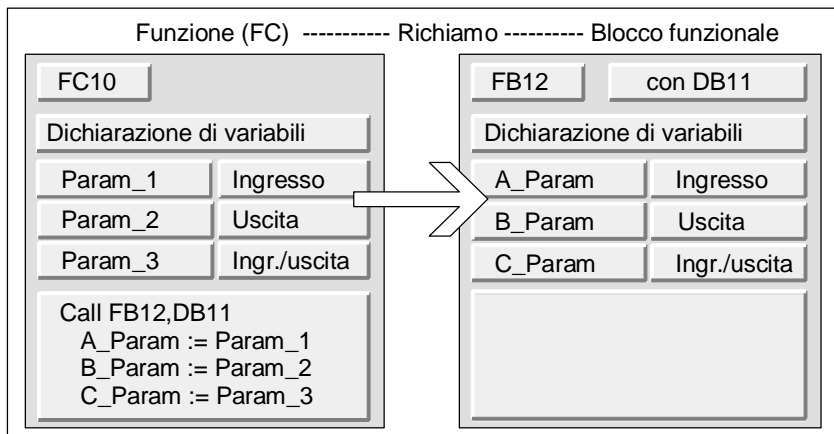 Funzione (FC) ----------- Richiamo ---------- Blocco funzionale
FC10
Dichiarazione di variabili
Param_1 Ingresso
Param_2 Uscita
Param_3 Ingr./uscita
Call FB12,DB11
A_Param := Param_1
B_Param := Param_2
C_Param := Param_3
FB12 con DB11
Dichiarazione di variabili
A_Param Ingresso
B_Param Uscita
C_Param Ingr./uscita